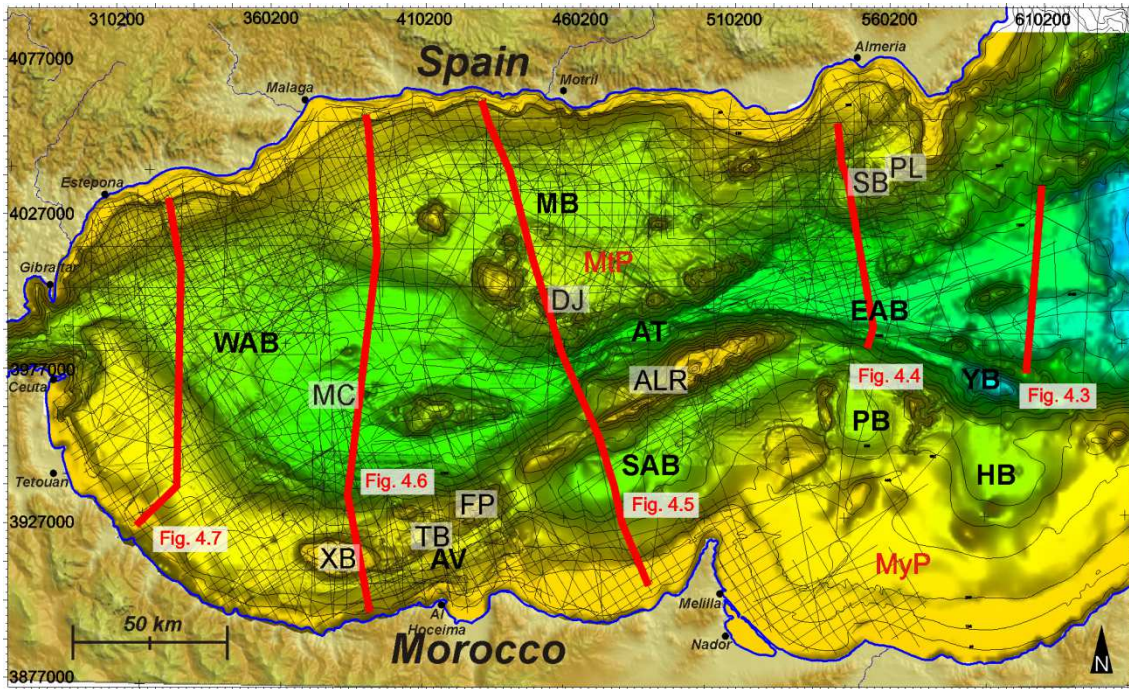 310200
360200
410200
460200
510200
560200
610200
4077000
Spain
Almeria
Malaga
Motril
PL
SB
Estepona
4027000
MB
MtP
Gibraltar
DJ
EAB
WAB
AT
3977000
Ceuta
ALR
MC
Fig. 4.4
YB
Fig. 4.3
PB
Tetouan
Fig. 4.6
SAB
HB
FP
Fig. 4.5
3927000
Fig. 4.7
TB
XB
AV
MyP
Melilla
50 km
Al
Hoceima
Morocco
Nador
N
3877000